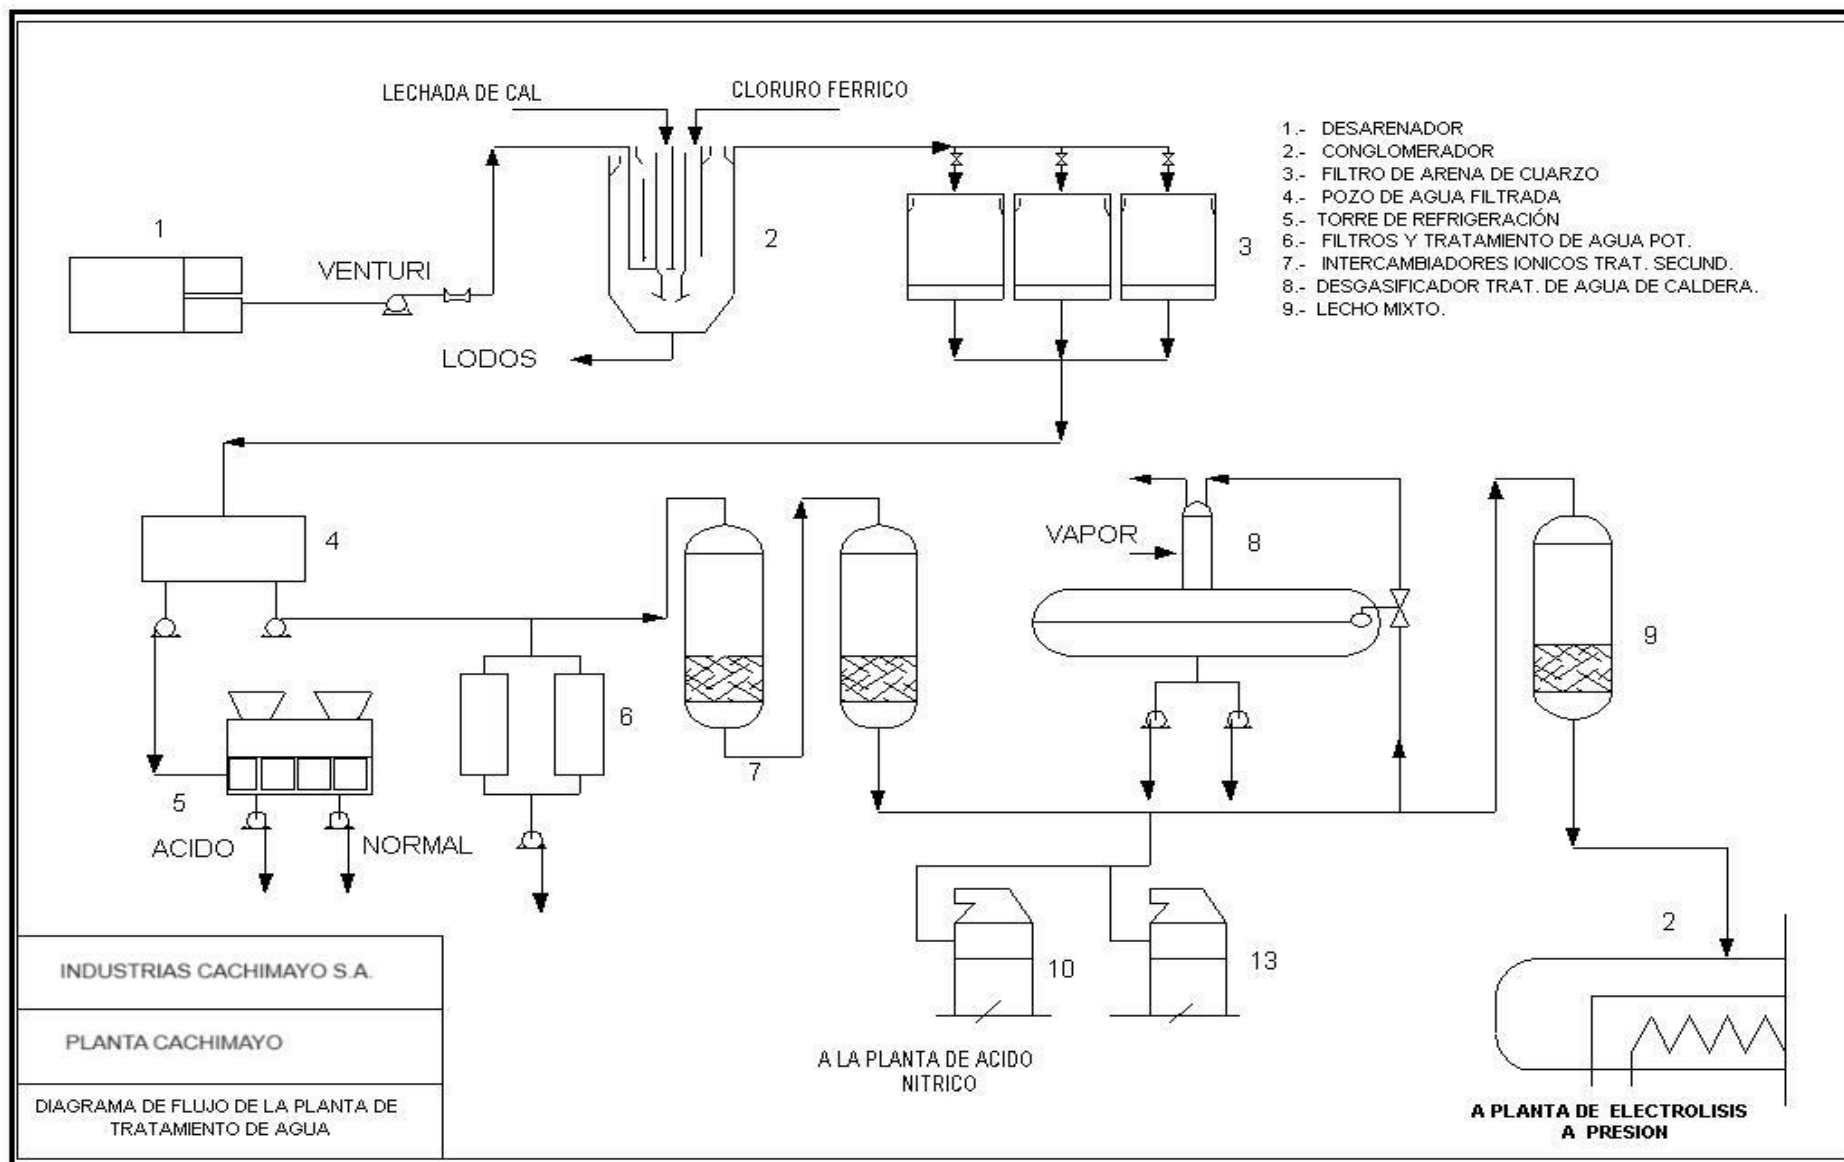 LECHADA DE CAL
CLORURO FERRICO
1.- DESARENADOR
2.- CONGLOMERADOR
3.- FILTRO DE ARENA DE CUARZO
4.- POZO DE AGUA FILTRADA
5.- TORRE DE REFRIGERACIÓN
6.- FILTROS Y TRATAMIENTO DE AGUA POT.
7.- INTERCAMBIADORES IONICOS TRAT. SECUND.
8.- DESGASIFICADOR TRAT. DE AGUA DE CALDERA.
9.- LECHO MIXTO.
1
2
3
VENTURI
LODOS
4
VAPOR
8
9
6
7
5
ACIDO
NORMAL
2
10
13
INDUSTRIAS CACHIMAYO S.A.
PLANTA CACHIMAYO
DIAGRAMA DE FLUJO DE LA PLANTA DE
TRATAMIENTO DE AGUA
A LA PLANTA DE ACIDO
NITRICO
A PLANTA DE ELECTROLISIS
A PRESION